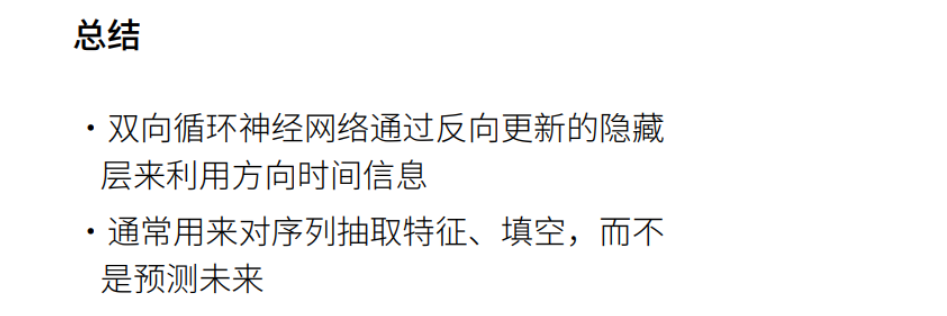 总结
・双向循环神经网络通过反向更新的隐藏
层来利用方向时间信息
・通常用来对序列抽取特征、填空，而不
是预测未来